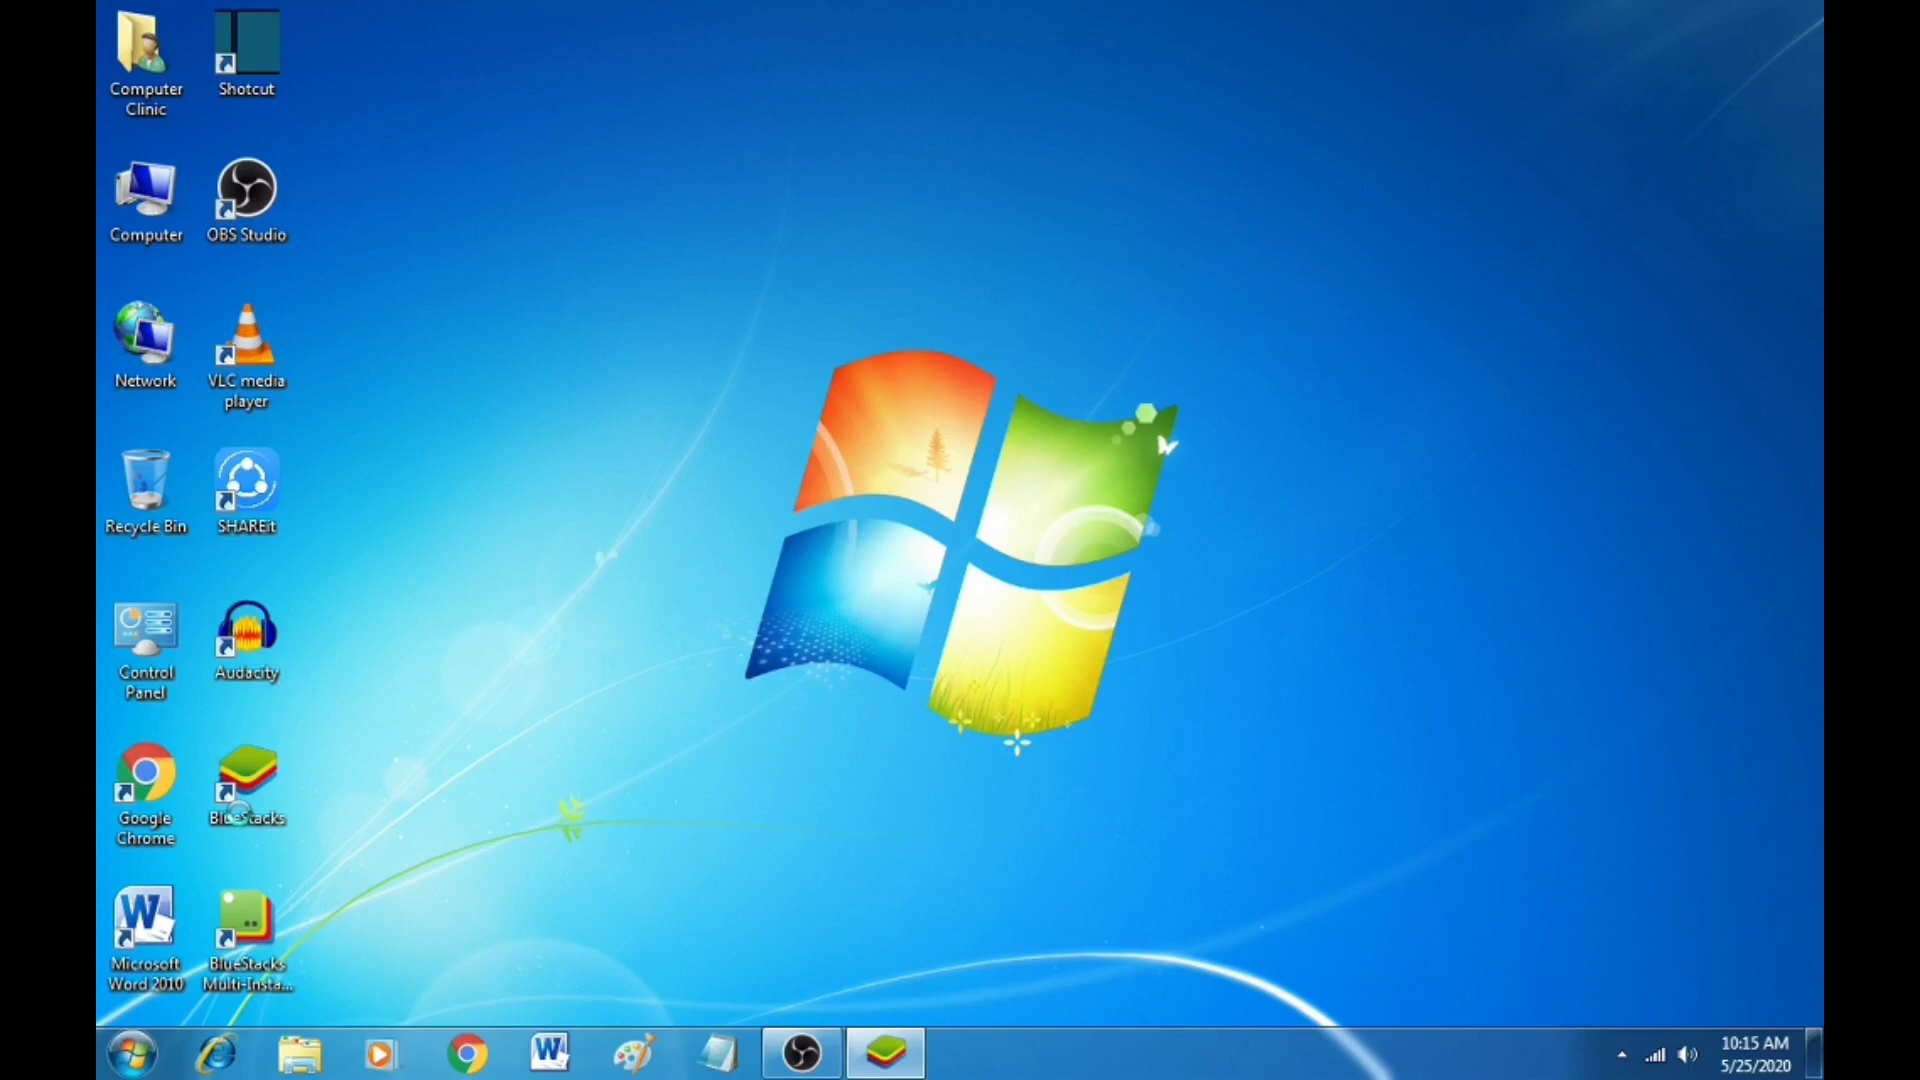 Computer
Clinic
Shotcut
Computer
OBS Studio
Network
VLC media
player
Recycle Bin
SHAREit
Control
Panel
Audacity
Google
Chrome
BlueStacks
Microsoft
Word 2010
BlueStacks
Multi-Insta...
10:15 AM
5/25/2020